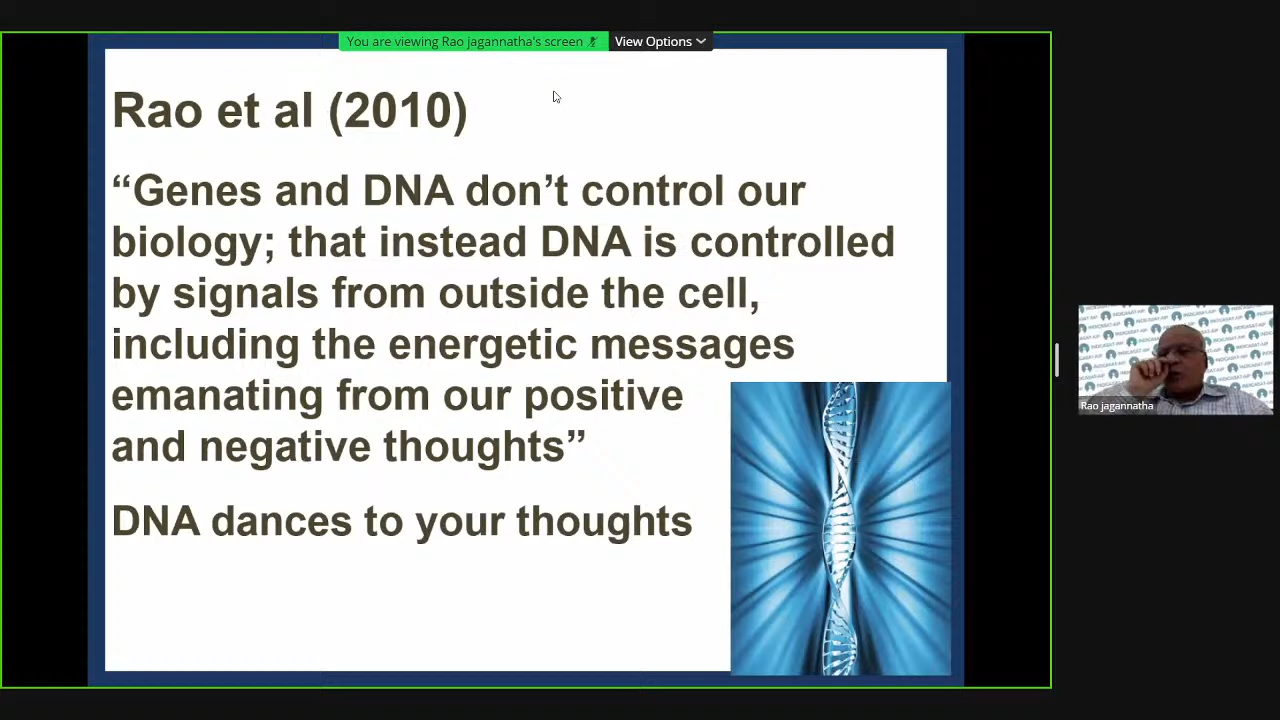 You are viewing Rao jagannatha's screen
View Options
Rao et al (2010)
“Genes and DNA don’t control our
biology; that instead DNA is controlled
by signals from outside the cell,
including the energetic messages
emanating from our positive
and negative thoughts”
DNA dances to your thoughts
INDICASAT-AIP
Rao jagannatha